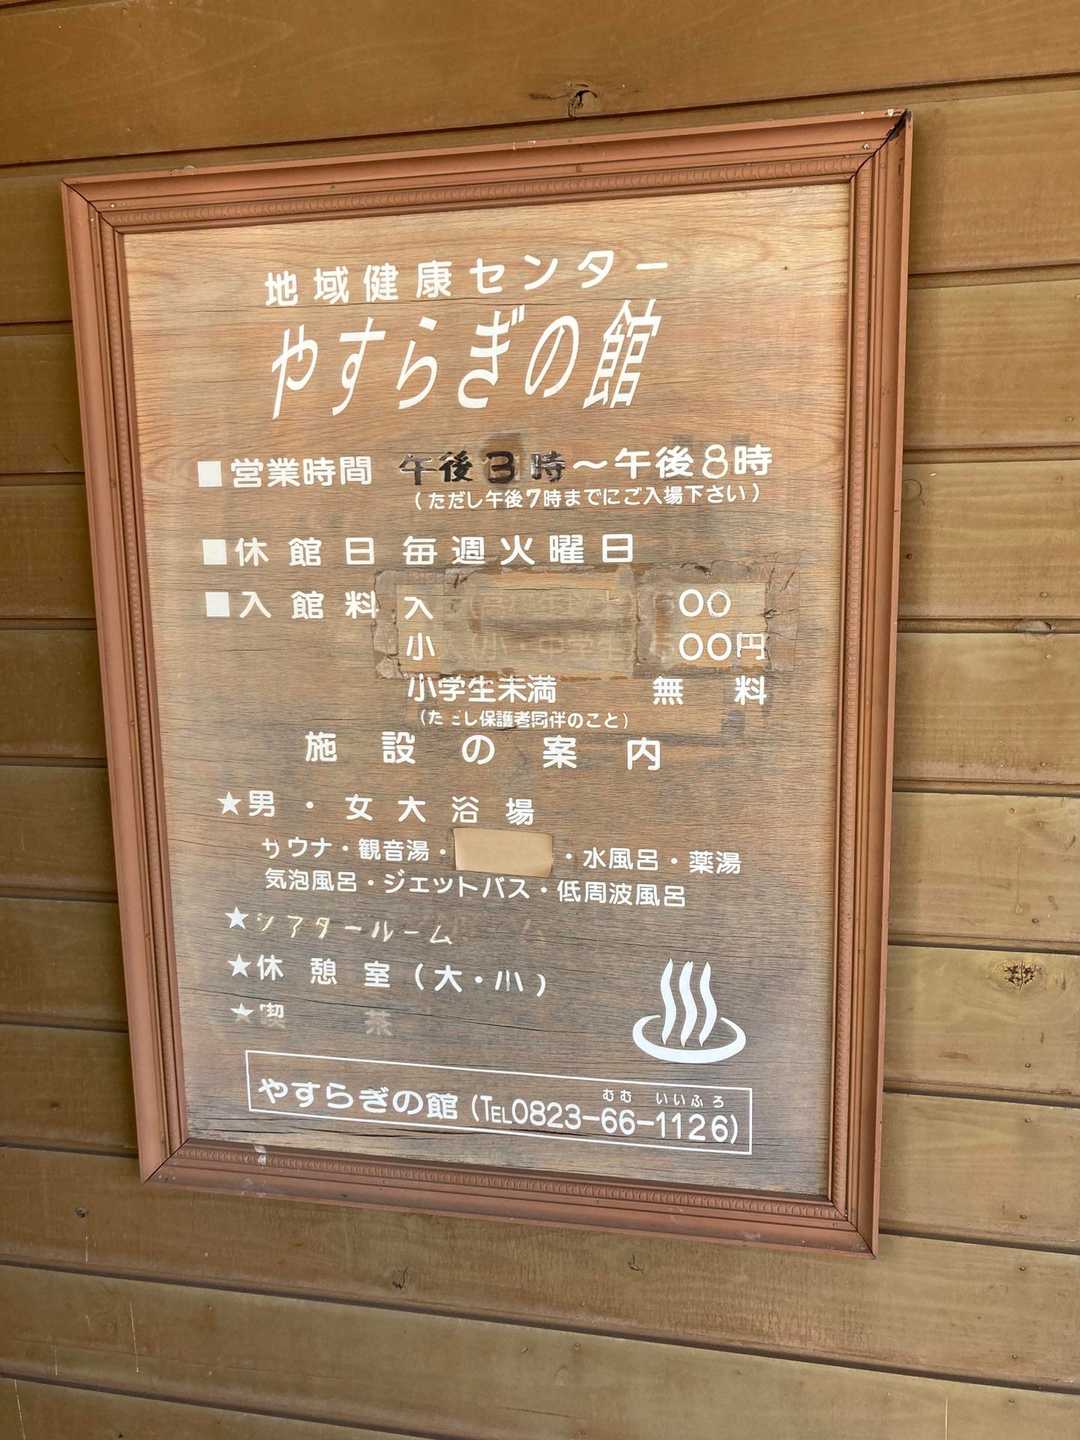 地域健康センター
やすらぎの館
■営業時間 午後3時～午後8時
(ただし午後7時までにご入場下さい)
■休館日 毎週火曜日
■入館料 入 00
小 小・中学生 00円
小学生未満 無料
(ただし保護者同伴のこと)
施設の案内
★男・女大浴場
サウナ・観音湯・ ・水風呂・薬湯
気泡風呂・ジェットバス・低周波風呂
★シアタールーム
★休憩室(大・小)
★喫 茶
むむ いいふろ
やすらぎの館(TEL0823-66-1126)